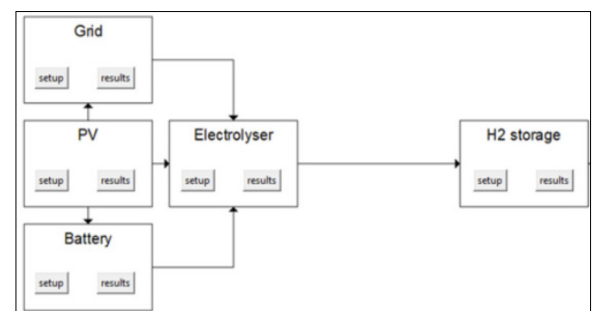 Grid
setup results
PV
setup results
Electrolyser
setup results
H2 storage
setup results
Battery
setup results